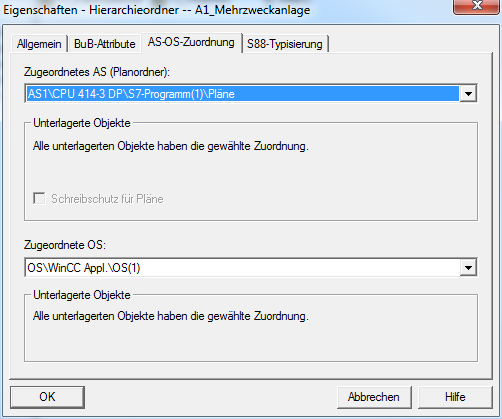 Eigenschaften - Hierarchieordner -- A1_Mehrzweckanlage
Allgemein BuB-Attribute AS-OS-Zuordnung S88-Typisierung
Zugeordnetes AS (Planordner):
AS1\CPU 414-3 DP\S7-Programm(1)\Pläne
Unterlagerte Objekte
Alle unterlagerten Objekte haben die gewählte Zuordnung.
Schreibschutz für Pläne
Zugeordnete OS:
OS\WinCC Appl.\OS(1)
Unterlagerte Objekte
Alle unterlagerten Objekte haben die gewählte Zuordnung.
OK Abbrechen Hilfe